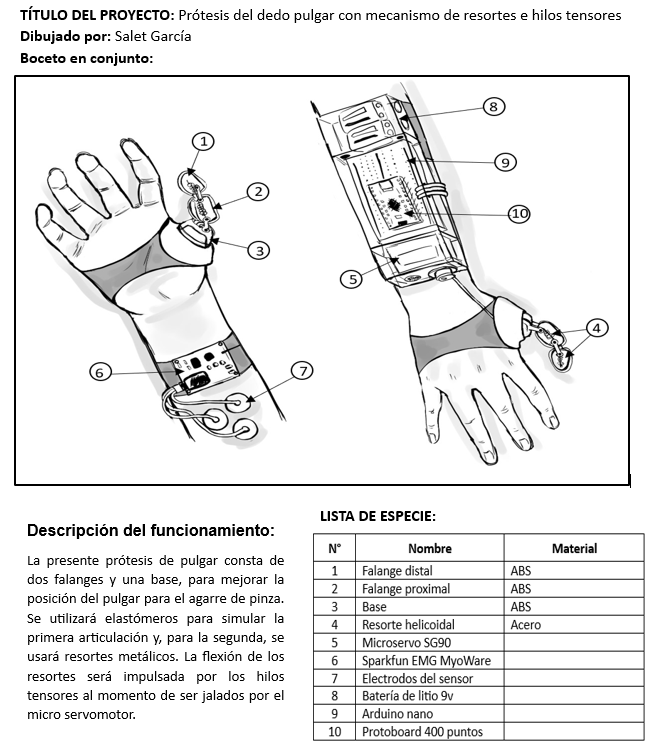 TÍTULO DEL PROYECTO: Prótesis del dedo pulgar con mecanismo de resortes e hilos tensores
Dibujado por: Salet García
Boceto en conjunto:
1
2
3
6
7
8
9
10
5
4
Descripción del funcionamiento:
La presente prótesis de pulgar consta de
dos falanges y una base, para mejorar la
posición del pulgar para el agarre de pinza.
Se utilizará elastómeros para simular la
primera articulación y, para la segunda, se
usará resortes metálicos. La flexión de los
resortes será impulsada por los hilos
tensores al momento de ser jalados por el
micro servomotor.
LISTA DE ESPECIE:
N° Nombre Material
1 Falange distal ABS
2 Falange proximal ABS
3 Base ABS
4 Resorte helicoidal Acero
5 Microservo SG90
6 Sparkfun EMG MyoWare
7 Electrodos del sensor
8 Batería de litio 9v
9 Arduino nano
10 Protoboard 400 puntos